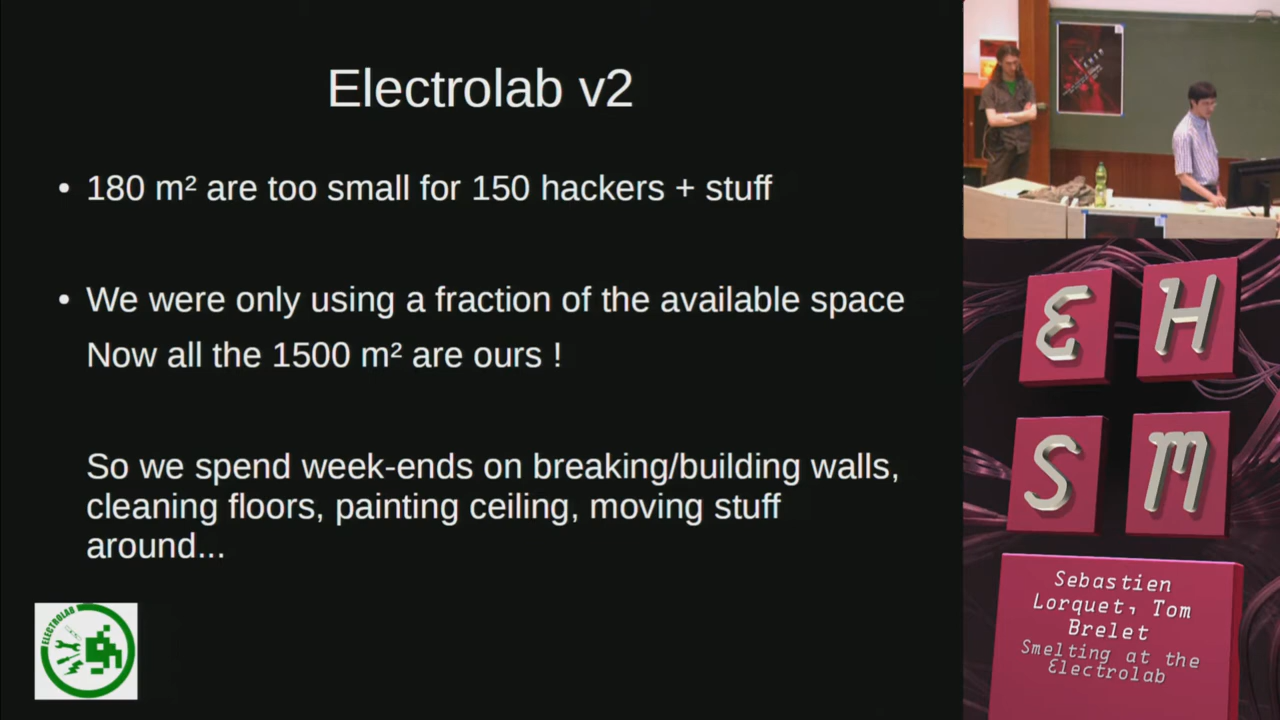 Electrolab v2
• 180 m² are too small for 150 hackers + stuff
• We were only using a fraction of the available space
Now all the 1500 m² are ours !
So we spend week-ends on breaking/building walls,
cleaning floors, painting ceiling, moving stuff
around...
ELECTROLAB
E H
S M
Sebastien
Lorquet, Tom
Brelet
Smelting at the
Electrolab